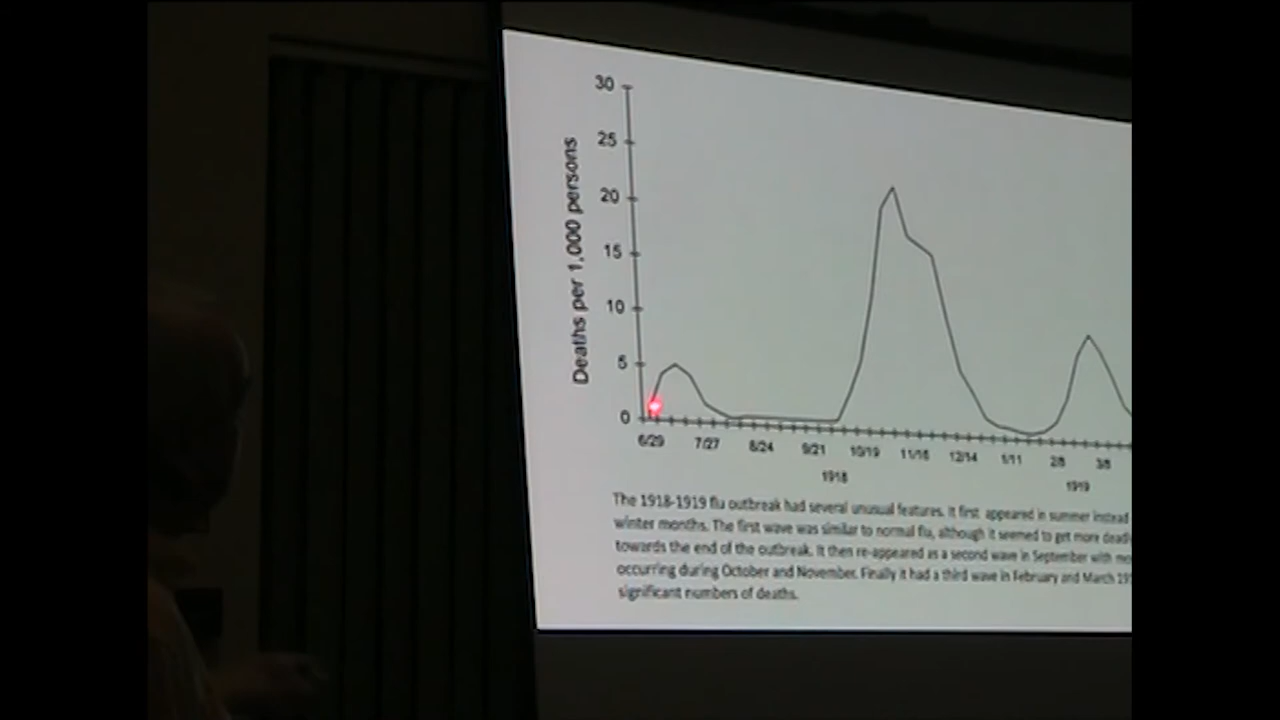 30
25
20
15
10
5
0
Deaths per 1,000 persons
6/29 7/27 8/24 9/21 10/19 11/16 12/14 1/11 2/8 3/8
1918 1919
The 1918-1919 flu outbreak had several unusual features. It first appeared in summer instead
winter months. The first wave was similar to normal flu, although it seemed to get more
towards the end of the outbreak. It then re-appeared as a second wave in September with
occurring during October and November. Finally it had a third wave in February and March
significant numbers of deaths.